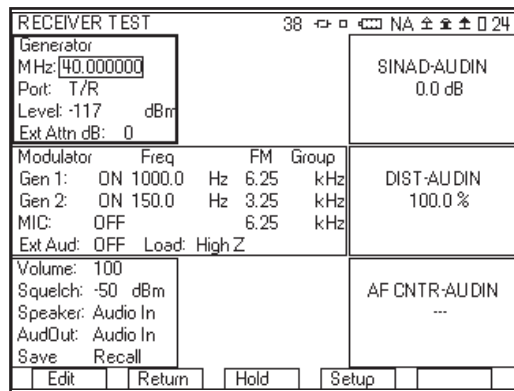 RECEIVER TEST 38 NA 24
Generator
MHz: 40.000000
Port: T/R
Level: -117 dBm
Ext Attn dB: 0
SINAD-AUDIN
0.0 dB
Modulator Freq FM Group
Gen 1: ON 1000.0 Hz 6.25 kHz
Gen 2: ON 150.0 Hz 3.25 kHz
MIC: OFF 6.25 kHz
Ext Aud: OFF Load: High Z
DIST-AUDIN
100.0 %
Volume: 100
Squelch: -50 dBm
Speaker: Audio In
AudOut: Audio In
Save Recall
AF CNTR-AUDIN
---
Edit Return Hold Setup